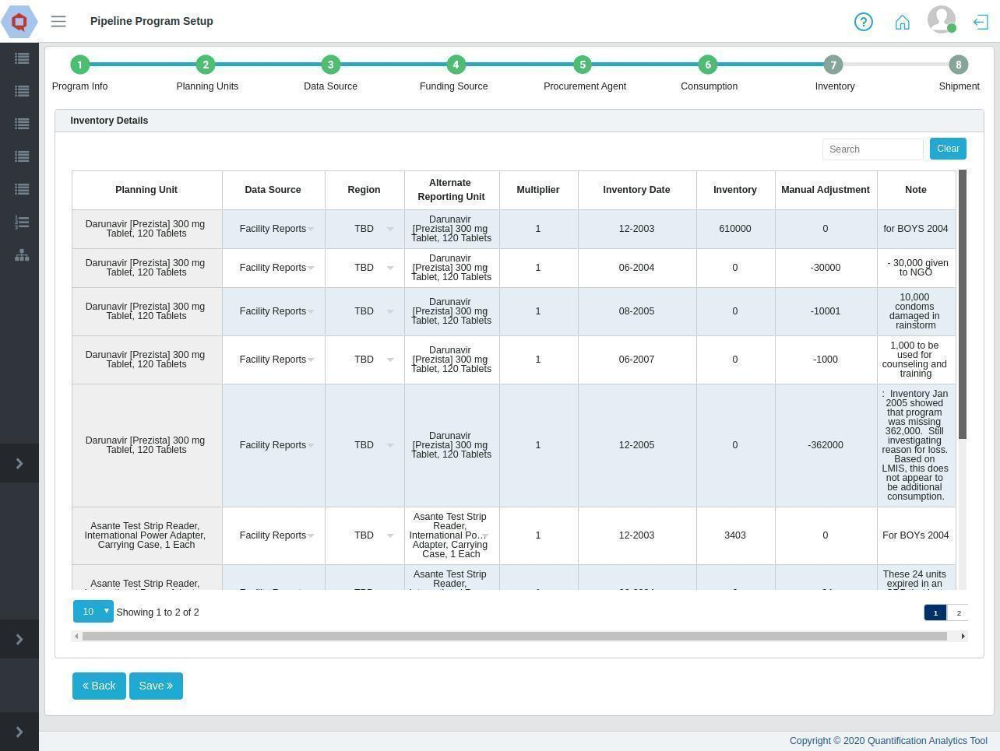 Pipeline Program Setup
?
1 2 3 4 5 6 7 8
Program Info Planning Units Data Source Funding Source Procurement Agent Consumption Inventory Shipment
Inventory Details
Search Clear
Planning Unit Data Source Region Alternate Reporting Unit Multiplier Inventory Date Inventory Manual Adjustment Note
Darunavir [Prezista] 300 mg
Tablet, 120 Tablets
Facility Reports
TBD
Darunavir
[Prezista] 300 mg
Tablet, 120 Tablets
1
12-2003
610000
0
for BOYS 2004
Darunavir [Prezista] 300 mg
Tablet, 120 Tablets
Facility Reports
TBD
Darunavir
[Prezista] 300 mg
Tablet, 120 Tablets
1
06-2004
0
-30000
- 30,000 given
to NGO
Darunavir [Prezista] 300 mg
Tablet, 120 Tablets
Facility Reports
TBD
Darunavir
[Prezista] 300 mg
Tablet, 120 Tablets
1
08-2005
0
-10001
10,000
condoms
damaged in
rainstorm
Darunavir [Prezista] 300 mg
Tablet, 120 Tablets
Facility Reports
TBD
Darunavir
[Prezista] 300 mg
Tablet, 120 Tablets
1
06-2007
0
-1000
1,000 to be
used for
counseling and
training
Darunavir [Prezista] 300 mg
Tablet, 120 Tablets
Facility Reports
TBD
Darunavir
[Prezista] 300 mg
Tablet, 120 Tablets
1
12-2005
0
-362000
: Inventory Jan
2005 showed
that program
was missing
362,000. Still
investigating
reason for loss.
Based on
LMIS, this does
not appear to
be additional
consumption.
Asante Test Strip Reader,
International Power Adapter,
Carrying Case, 1 Each
Facility Reports
TBD
Asante Test Strip
Reader,
International Po...
Adapter, Carrying
Case, 1 Each
1
12-2003
3403
0
For BOYs 2004
Asante Test Strip Reader,
Asante Test Strip
Reader,
These 24 units
expired in an
10 Showing 1 to 2 of 2
1 2
« Back Save »
Copyright © 2020 Quantification Analytics Tool